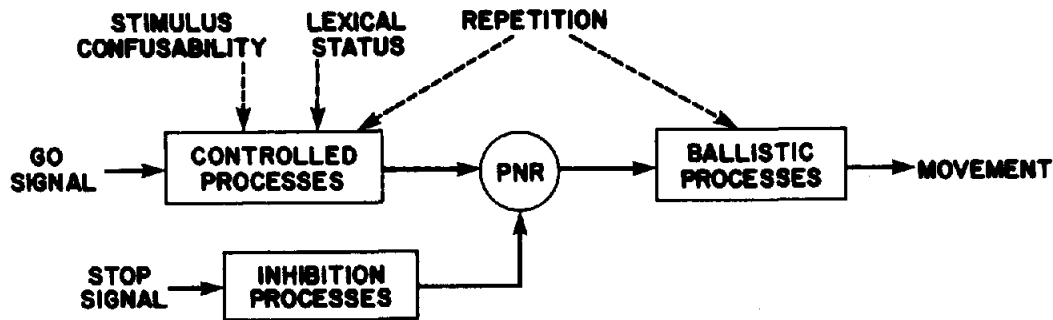 STIMULUS
CONFUSABILITY
LEXICAL
STATUS
REPETITION
GO
SIGNAL
CONTROLLED
PROCESSES
PNR
BALLISTIC
PROCESSES
MOVEMENT
STOP
SIGNAL
INHIBITION
PROCESSES